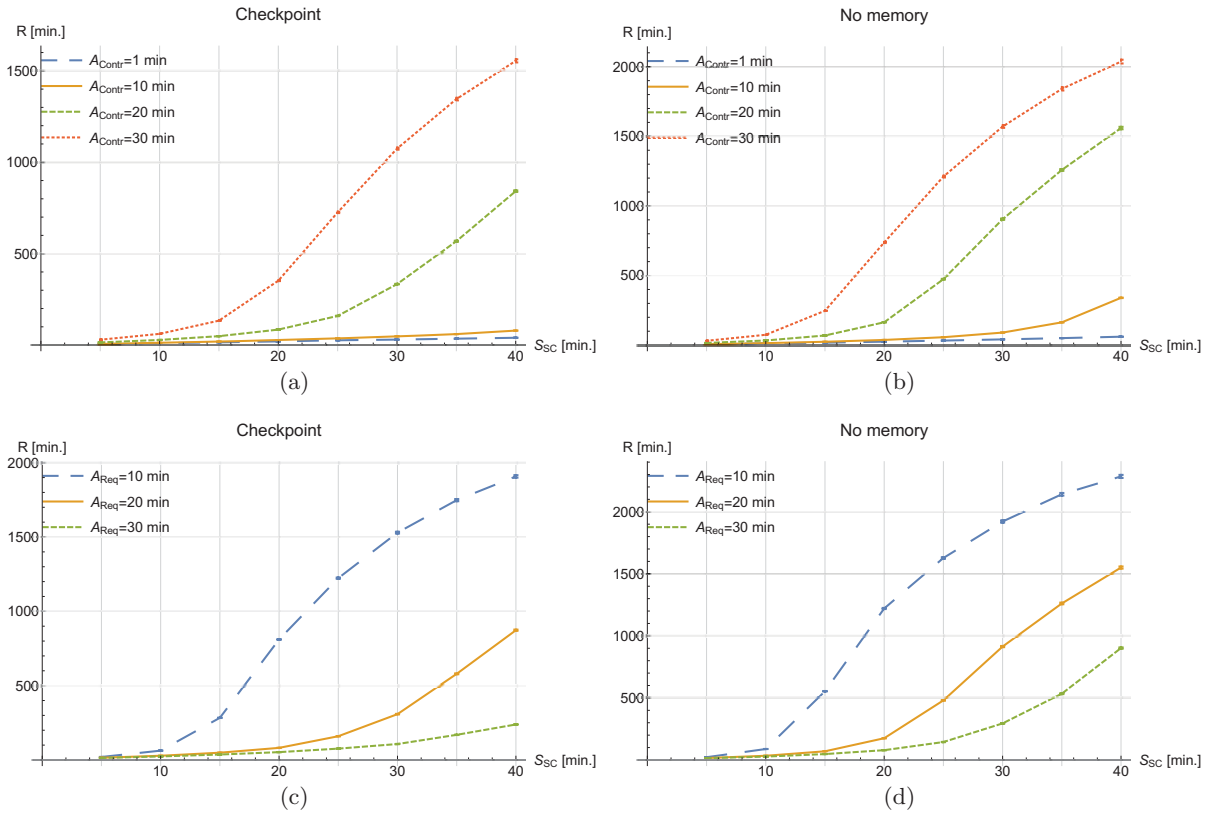 Checkpoint
R [min.]
A_Contr=1 min
A_Contr=10 min
A_Contr=20 min
A_Contr=30 min
1500
1000
500
10
20
30
40
S_SC [min.]
(a)
No memory
R [min.]
A_Contr=1 min
A_Contr=10 min
A_Contr=20 min
A_Contr=30 min
2000
1500
1000
500
10
20
30
40
S_SC [min.]
(b)
Checkpoint
R [min.]
A_Req=10 min
A_Req=20 min
A_Req=30 min
2000
1500
1000
500
10
20
30
40
S_SC [min.]
(c)
No memory
R [min.]
A_Req=10 min
A_Req=20 min
A_Req=30 min
2000
1500
1000
500
10
20
30
40
S_SC [min.]
(d)